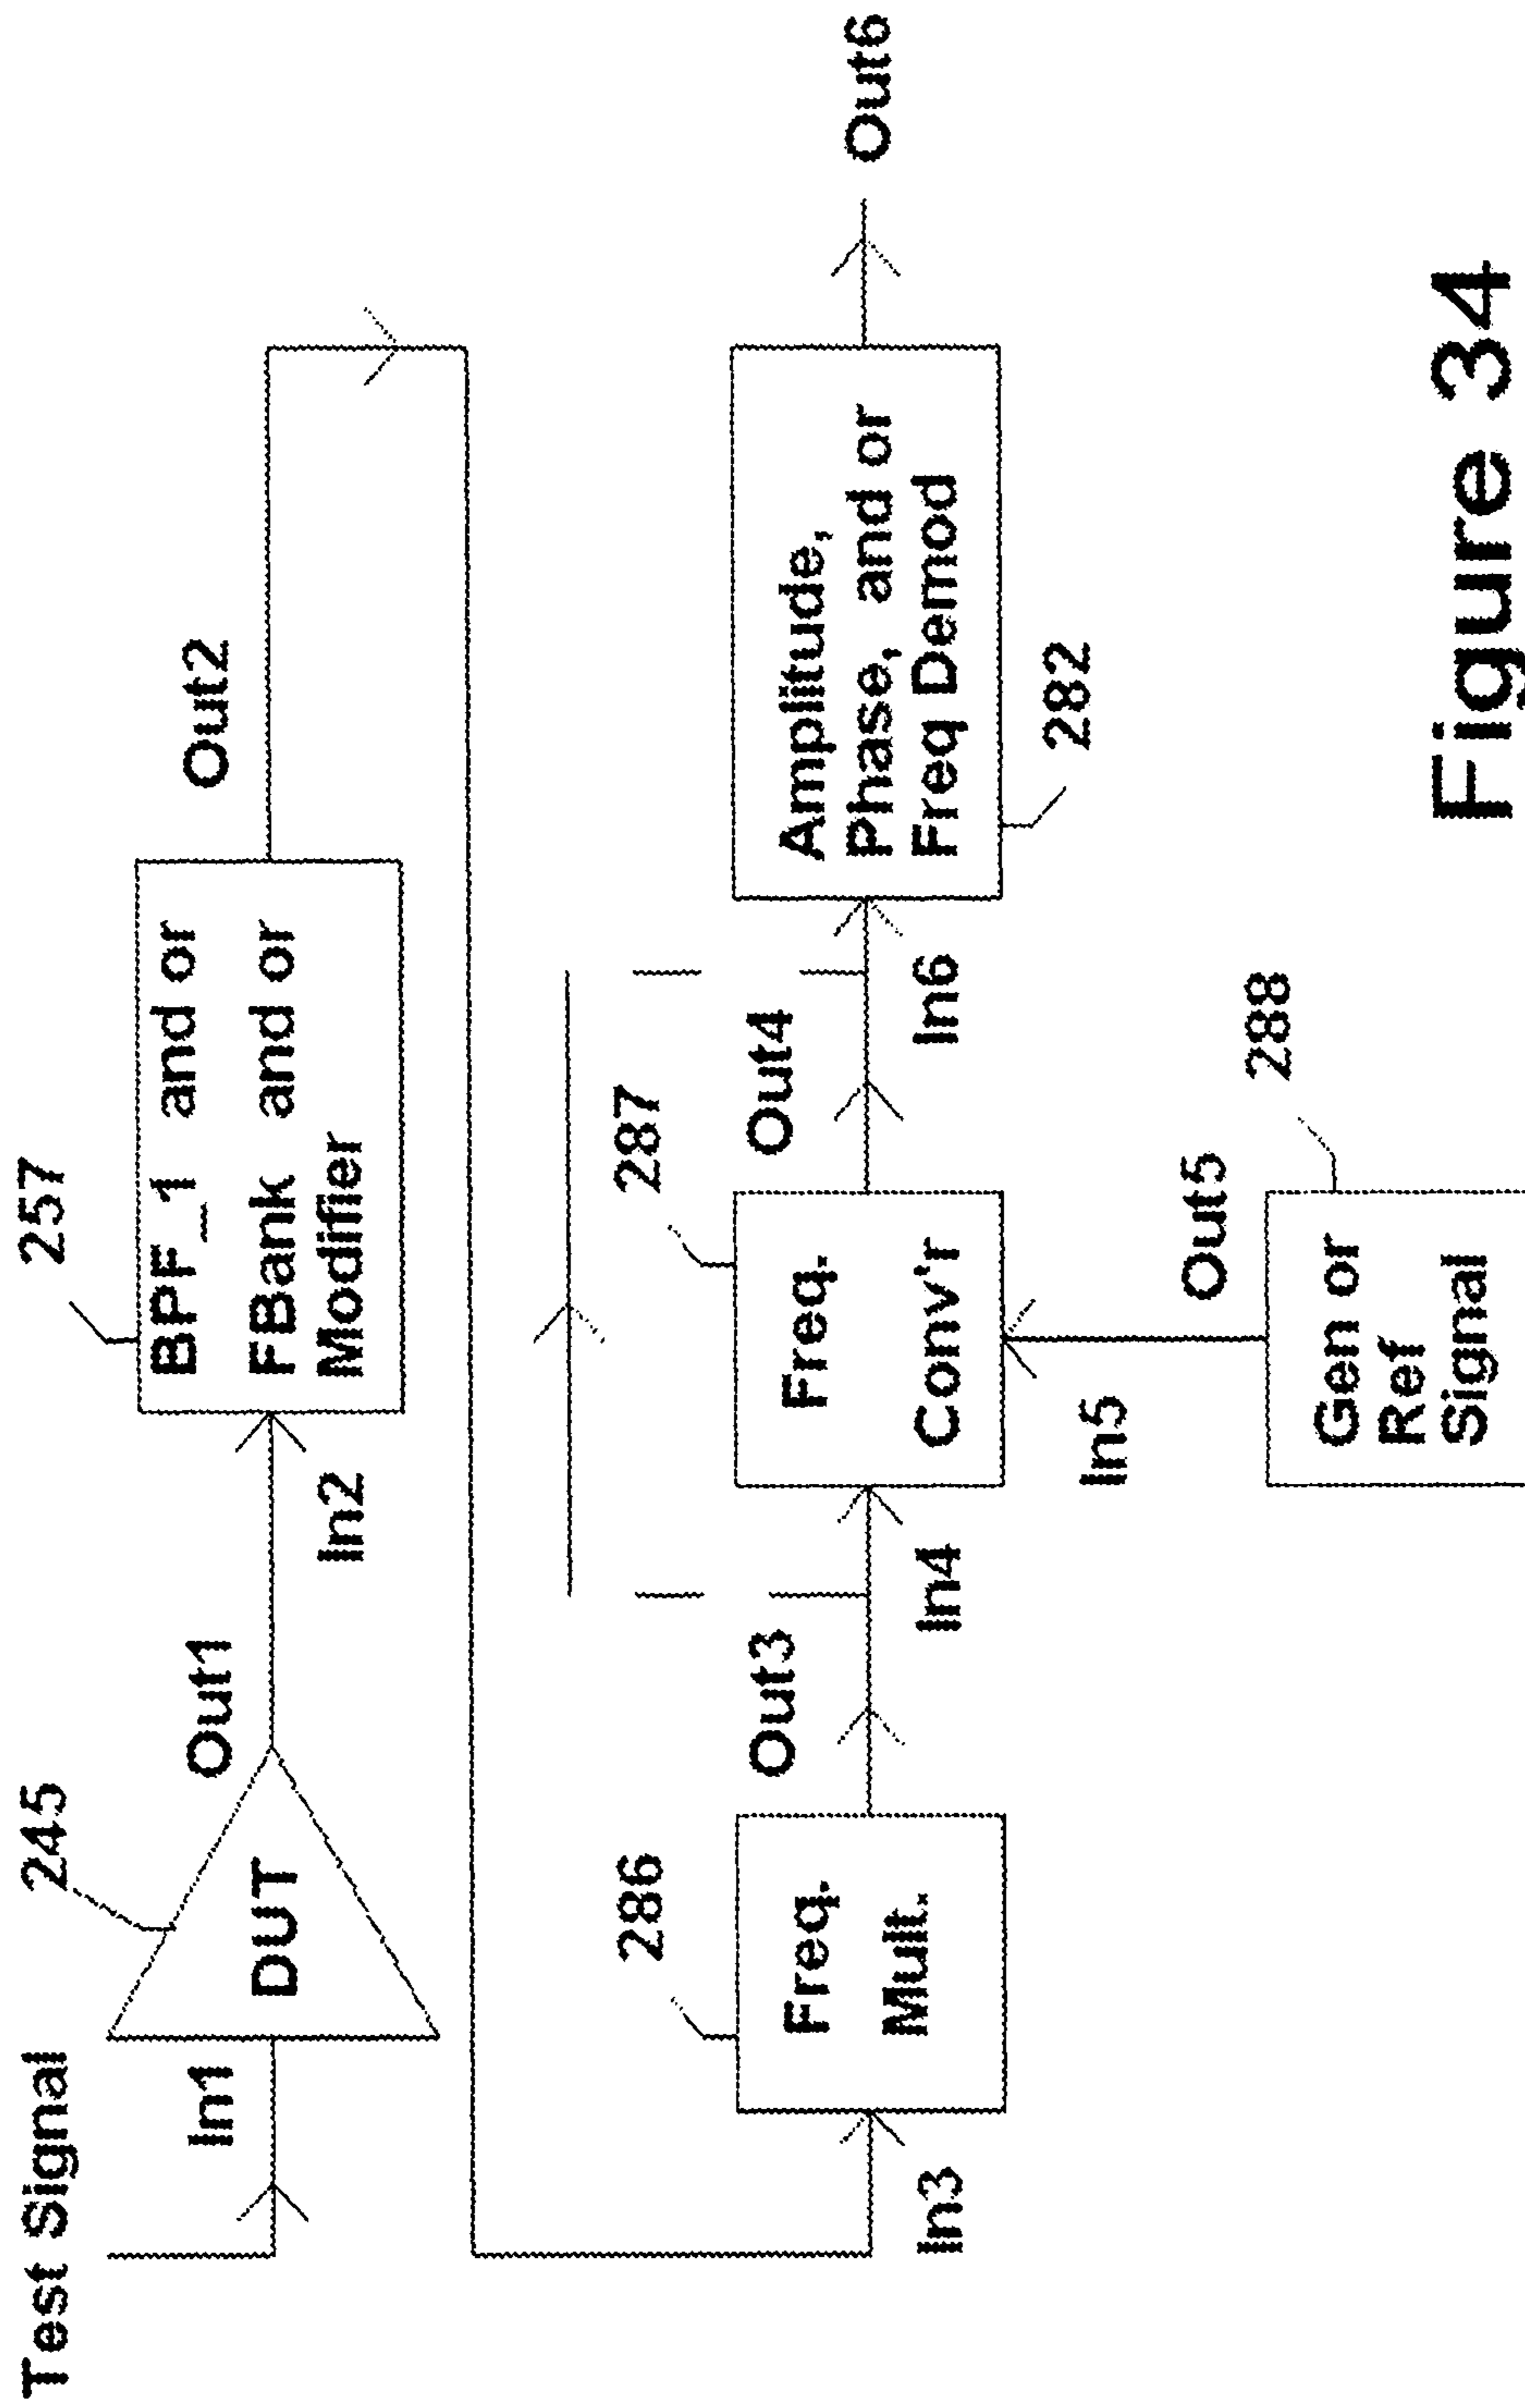 Test Signal
245
257
In1
DUT
Out1
In2
BPF_1 and or
FBank and or
Modifier
Out2
In3
286
Freq.
Mult.
Out3
In4
287
Freq.
Conv'r
Out4
In6
In5
Out5
288
Gen or
Ref
Signal
Amplitude,
Phase, and or
Freq Demod
282
Out6
Figure 34